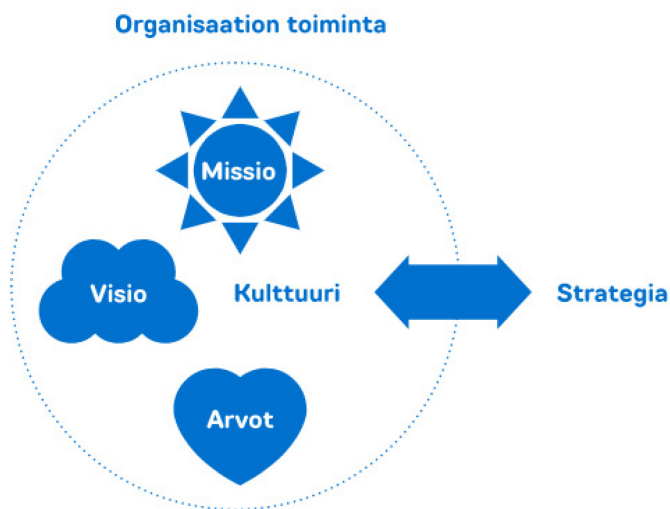 Organisaation toiminta
Missio
Visio
Kulttuuri
Strategia
Arvot